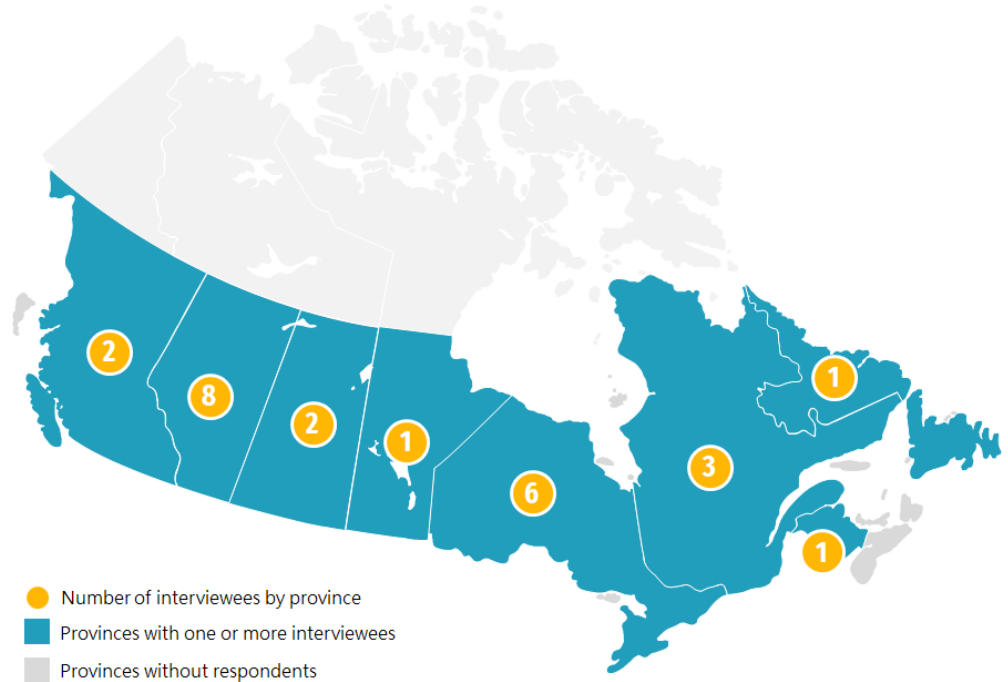 1
2
8
2
1
3
6
1
Number of interviewees by province
Provinces with one or more interviewees
Provinces without respondents